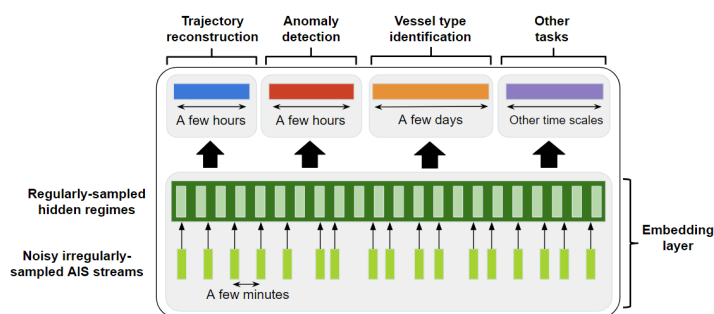 Trajectory
reconstruction
Anomaly
detection
Vessel type
identification
Other
tasks
A few hours
A few hours
A few days
Other time scales
Regularly-sampled
hidden regimes
Embedding
layer
Noisy irregularly-
sampled AIS streams
A few minutes